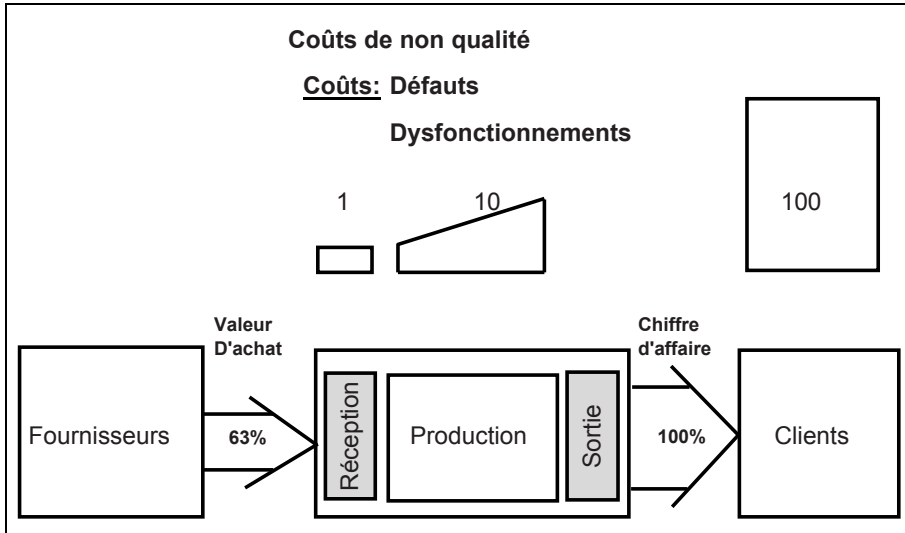 Coûts de non qualité
Coûts: Défauts
Dysfonctionnements
1
10
100
Valeur
D'achat
Chiffre
d'affaire
Fournisseurs
63%
Réception
Production
Sortie
100%
Clients